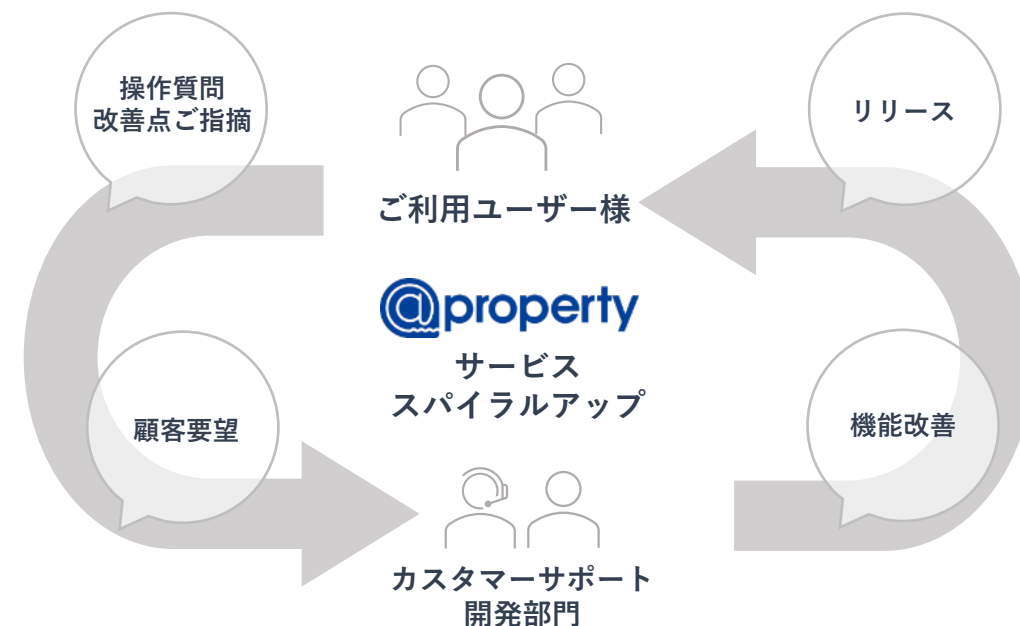 操作質問
改善点ご指摘
リリース
ご利用ユーザー様
@property
サービス
スパイラルアップ
顧客要望
機能改善
カスタマーサポート
開発部門